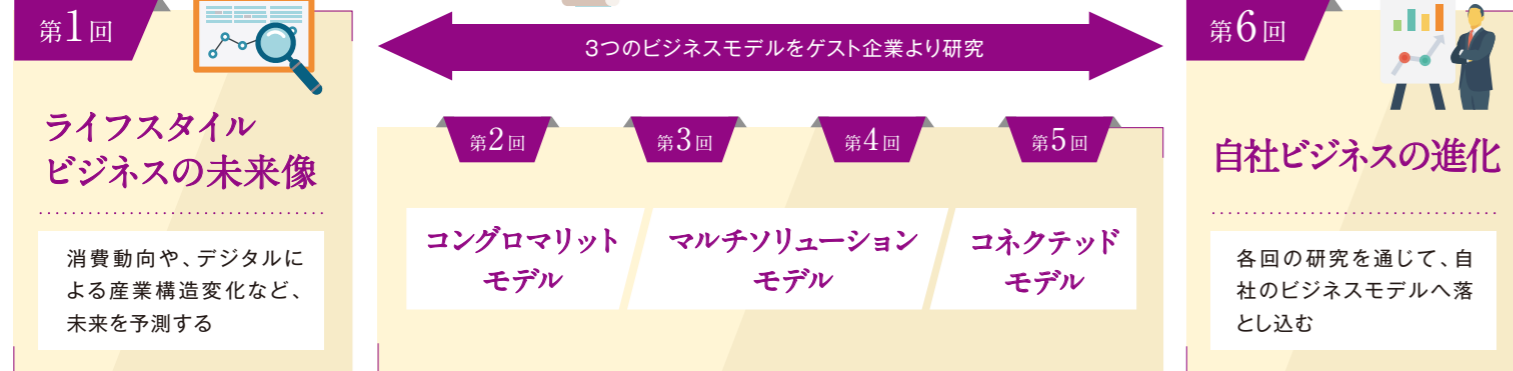 第1回
ライフスタイル
ビジネスの未来像
消費動向や、デジタルに
よる産業構造変化など、
未来を予測する
3つのビジネスモデルをゲスト企業より研究
第2回
第3回
第4回
第5回
コングロマリット
モデル
マルチソリューション
モデル
コネクテッド
モデル
第6回
自社ビジネスの進化
各回の研究を通じて、自
社のビジネスモデルへ落
とし込む